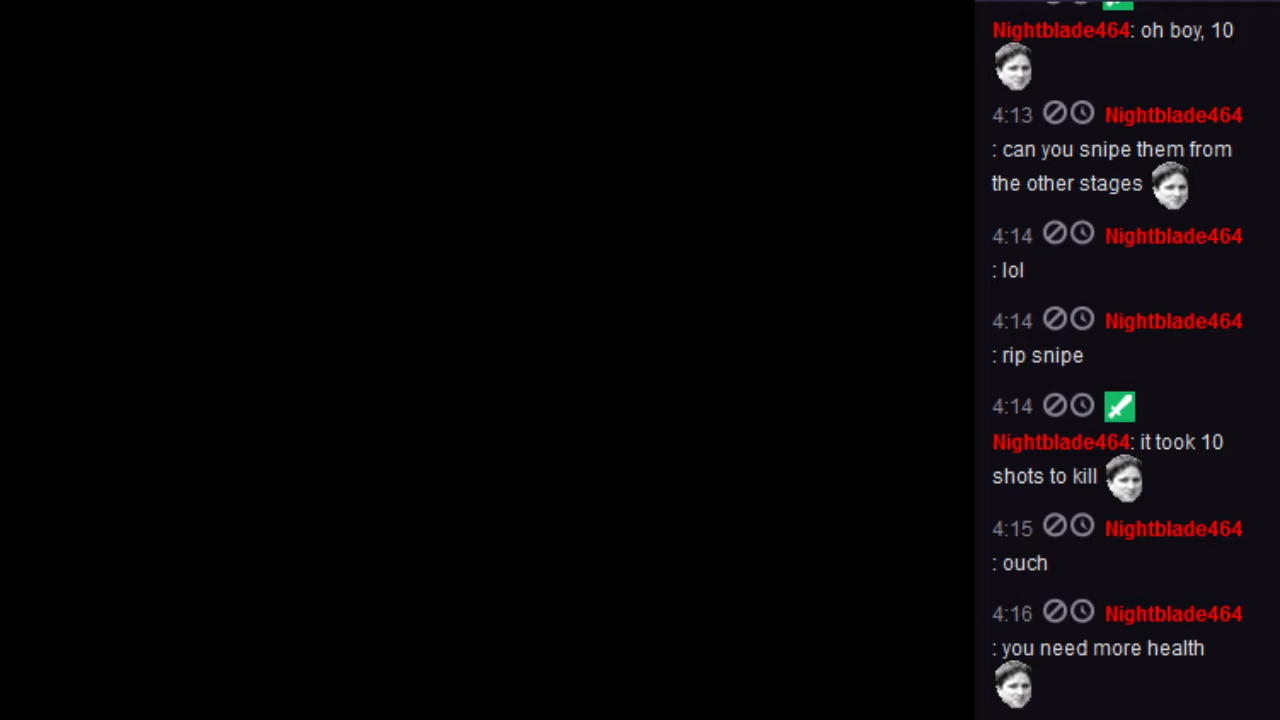 Nightblade464: oh boy, 10
4:13 Nightblade464
: can you snipe them from
the other stages
4:14 Nightblade464
: lol
4:14 Nightblade464
: rip snipe
4:14
Nightblade464: it took 10
shots to kill
4:15 Nightblade464
: ouch
4:16 Nightblade464
: you need more health